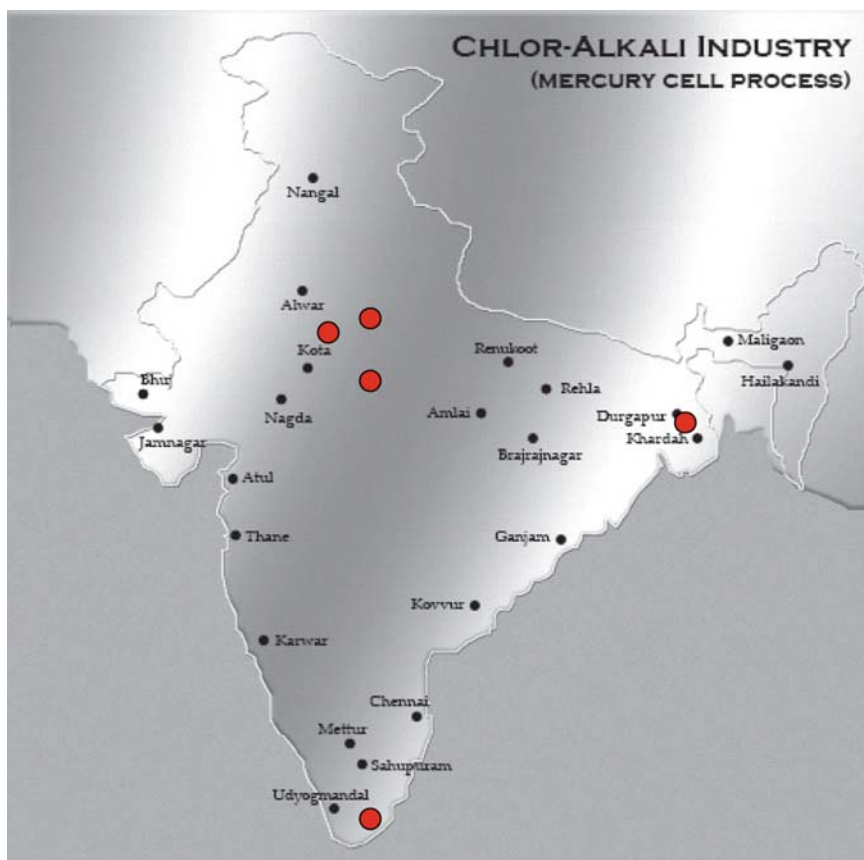 CHLOR-ALKALI INDUSTRY
(MERCURY CELL PROCESS)
Nangal
Alwar
Kota
Renukoot
Maligaon
Hailakandi
Bhuj
Rehla
Nagda
Amlai
Durgapur
Jamnagar
Khardah
Brajrajnagar
Atul
Thane
Ganjam
Kovvur
Karwar
Chennai
Mettur
Sahupuram
Udyogmandal